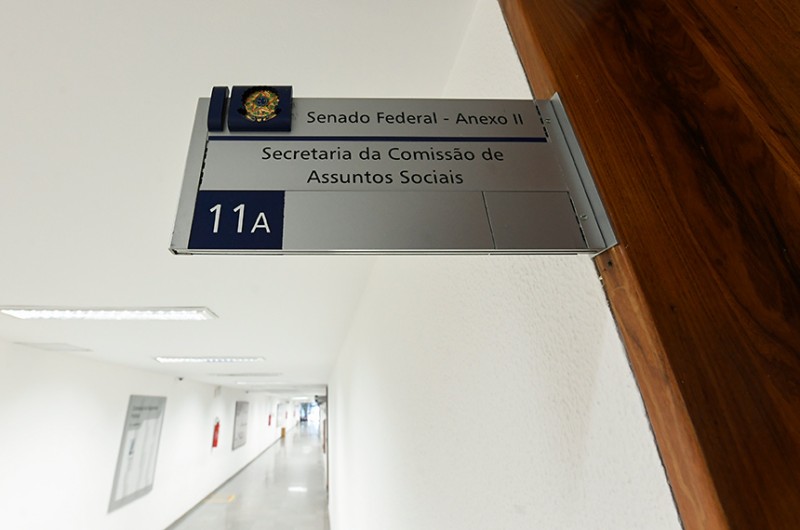 Senado Federal - Anexo II
Secretaria da Comissão de
Assuntos Sociais
11A